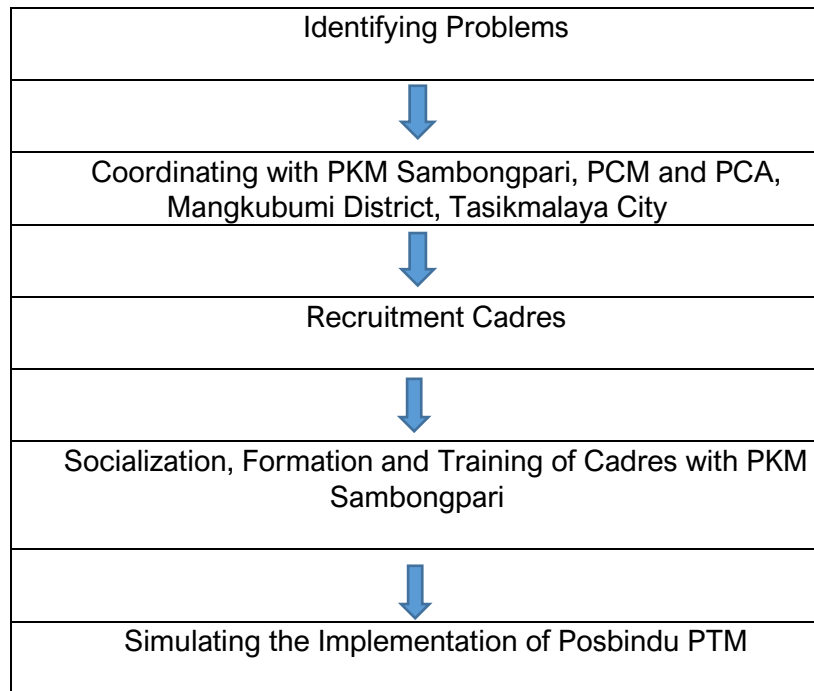 Identifying Problems
Coordinating with PKM Sambongpari, PCM and PCA,
Mangkubumi District, Tasikmalaya City
Recruitment Cadres
Socialization, Formation and Training of Cadres with PKM
Sambongpari
Simulating the Implementation of Posbindu PTM